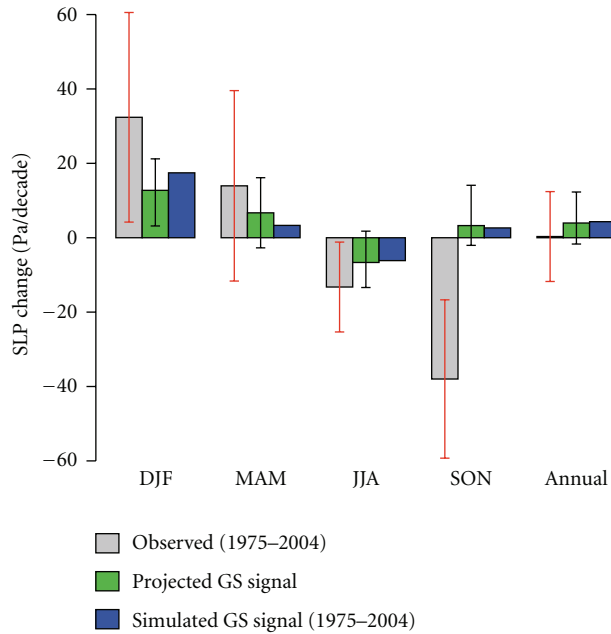 60
40
20
0
−20
−40
−60
SLP change (Pa/decade)
DJF MAM JJA SON Annual
Observed (1975–2004)
Projected GS signal
Simulated GS signal (1975–2004)